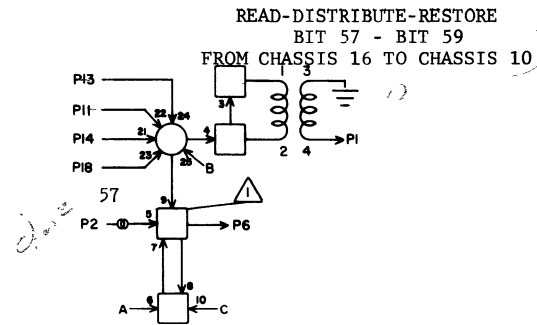 READ-DISTRIBUTE-RESTORE
BIT 57 - BIT 59
FROM CHASSIS 16 TO CHASSIS 10
1 3
P13
3
P11
22 24
P14 21 4
2 4 P1
P18 23 25 B
57
9 1
P2 5 P6
7
8
A 6 10 C